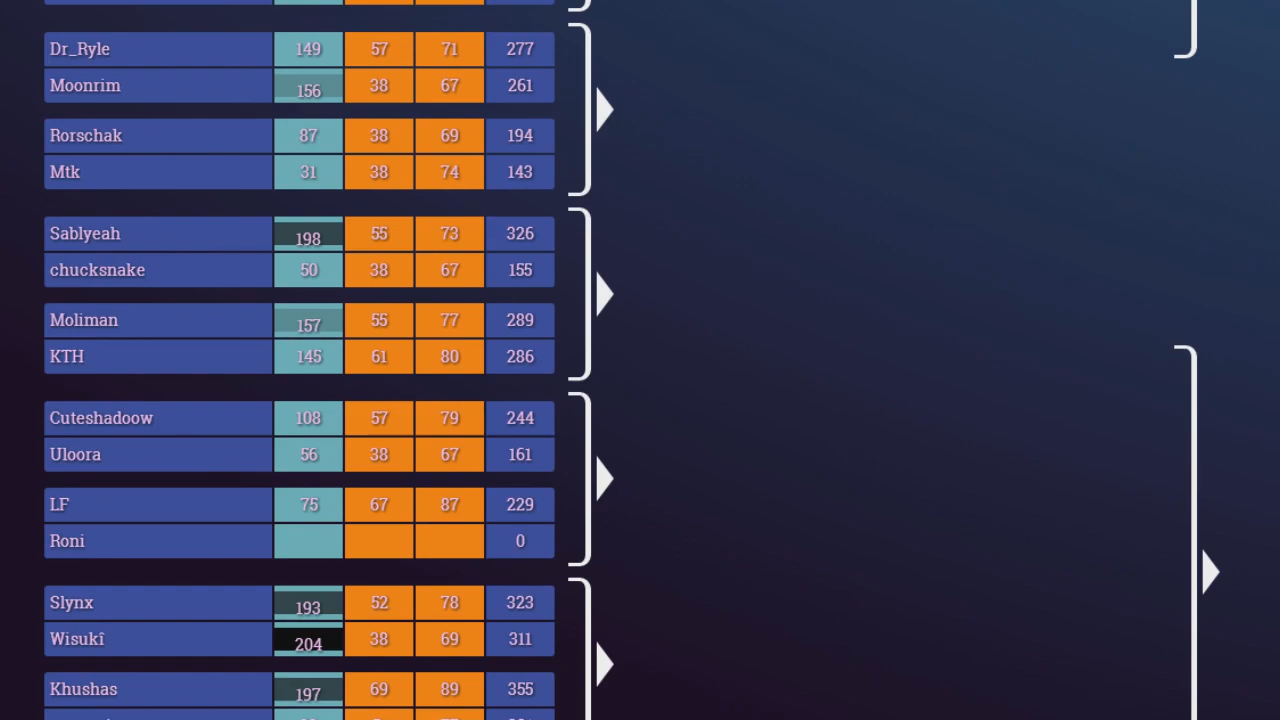 Dr_Ryle 149 57 71 277
Moonrim 156 38 67 261
Rorschak 87 38 69 194
Mtk 31 38 74 143
Sablyeah 198 55 73 326
chucksnake 50 38 67 155
Moliman 157 55 77 289
KTH 145 61 80 286
Cuteshadoow 108 57 79 244
Uloora 56 38 67 161
LF 75 67 87 229
Roni 0
Slynx 193 52 78 323
Wisukî 204 38 69 311
Khushas 197 69 89 355